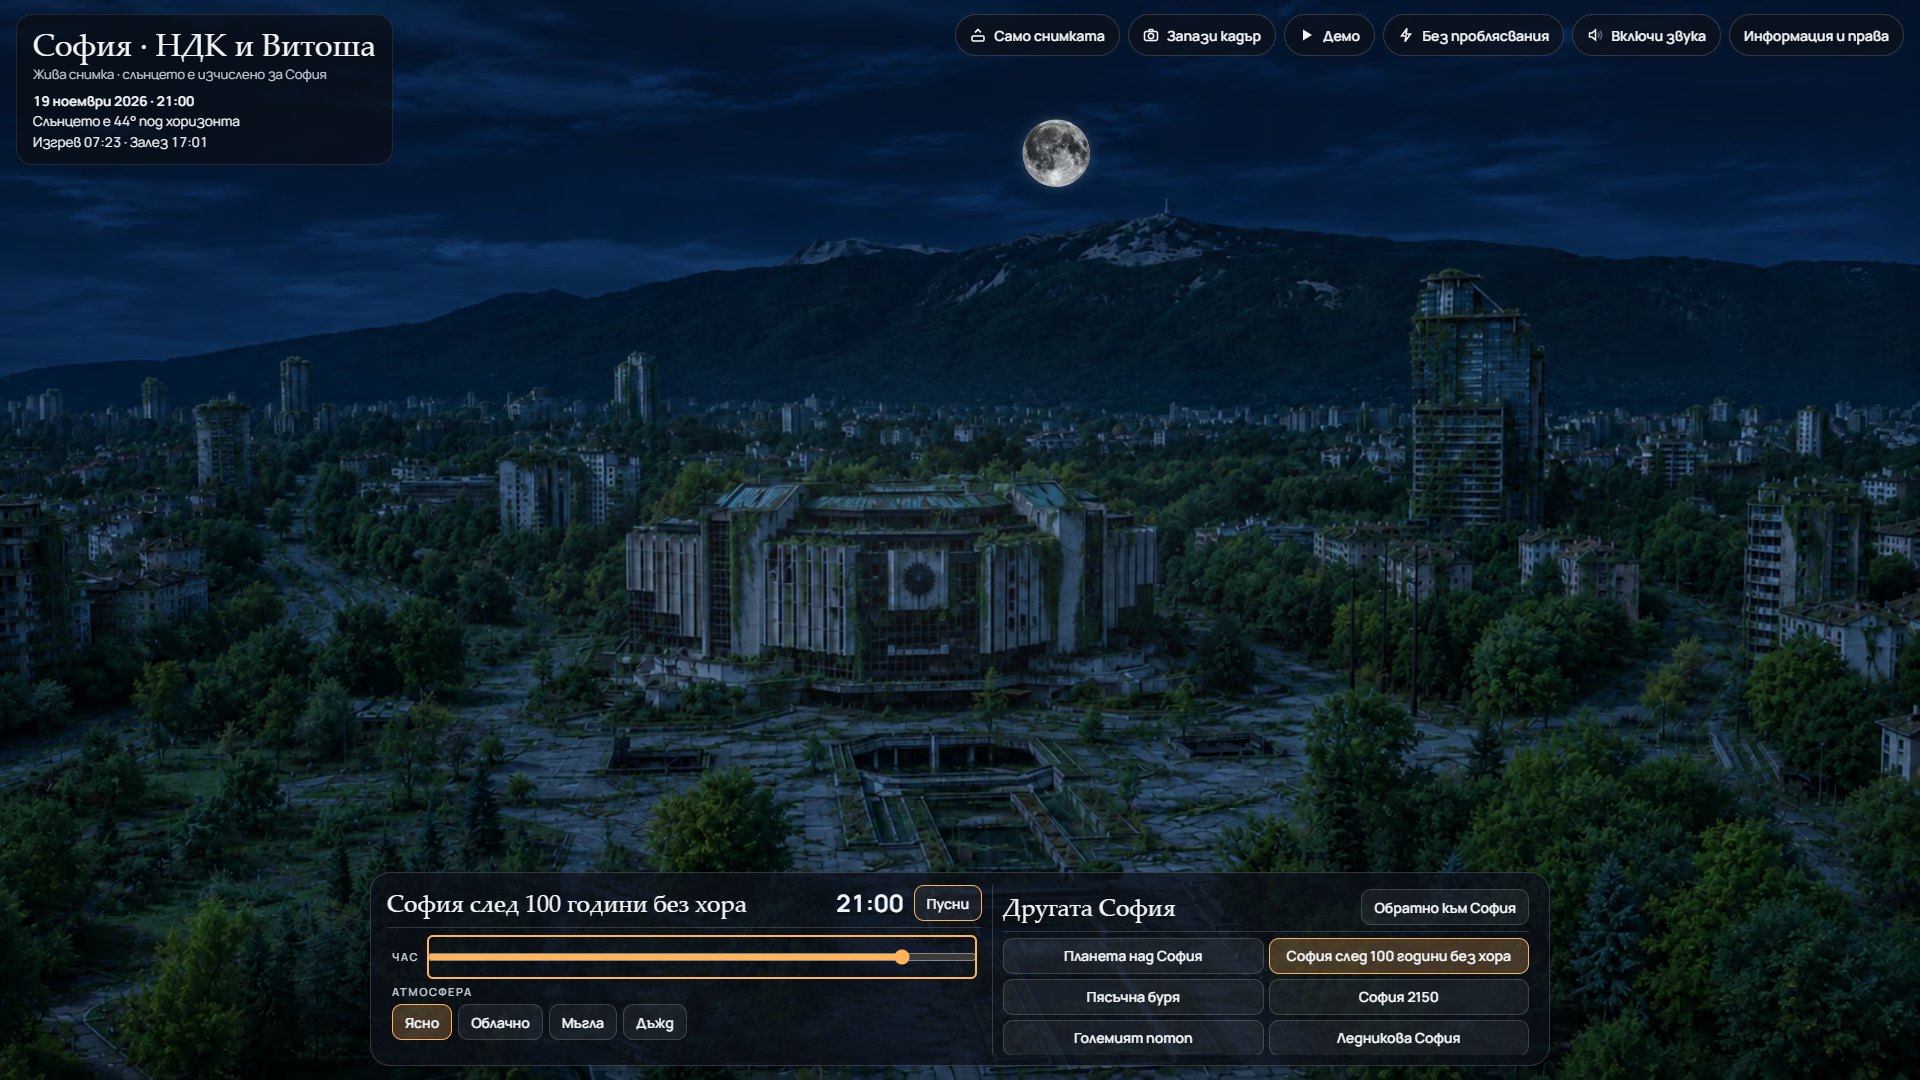 София · НДК и Витоша
Жива снимка · слънцето е изчислено за София
19 ноември 2026 · 21:00
Слънцето е 44° под хоризонта
Изгрев 07:23 · Залез 17:01
Само снимката
Запази кадър
Демо
Без проблясвания
Включи звука
Информация и права
София след 100 години без хора
21:00
Пусни
ЧАС
АТМОСФЕРА
Ясно
Облачно
Мъгла
Дъжд
Другата София
Обратно към София
Планета над София
София след 100 години без хора
Пясъчна буря
София 2150
Големият потоп
Ледникова София